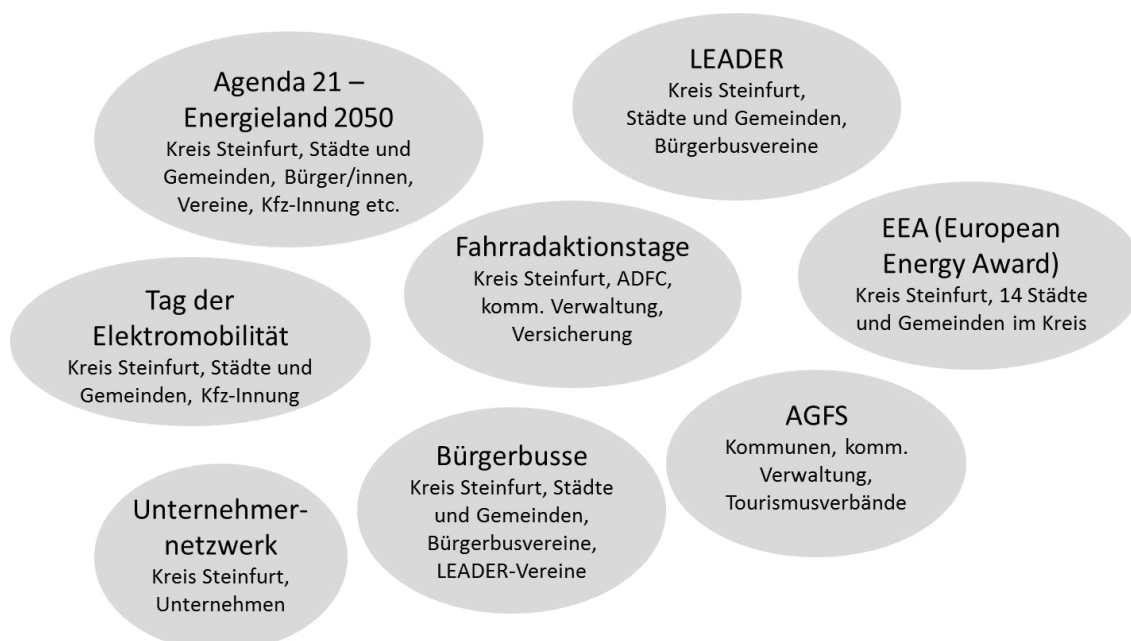 Agenda 21 –
Energieland 2050
Kreis Steinfurt, Städte und
Gemeinden, Bürger/innen,
Vereine, Kfz-Innung etc.
LEADER
Kreis Steinfurt,
Städte und Gemeinden,
Bürgerbusvereine
Fahrradaktionstage
Kreis Steinfurt, ADFC,
komm. Verwaltung,
Versicherung
EEA (European
Energy Award)
Kreis Steinfurt, 14 Städte
und Gemeinden im Kreis
Tag der
Elektromobilität
Kreis Steinfurt, Städte und
Gemeinden, Kfz-Innung
AGFS
Kommunen, komm.
Verwaltung,
Tourismusverbände
Bürgerbusse
Kreis Steinfurt, Städte
und Gemeinden,
Bürgerbusvereine,
LEADER-Vereine
Unternehmer-
netzwerk
Kreis Steinfurt,
Unternehmen